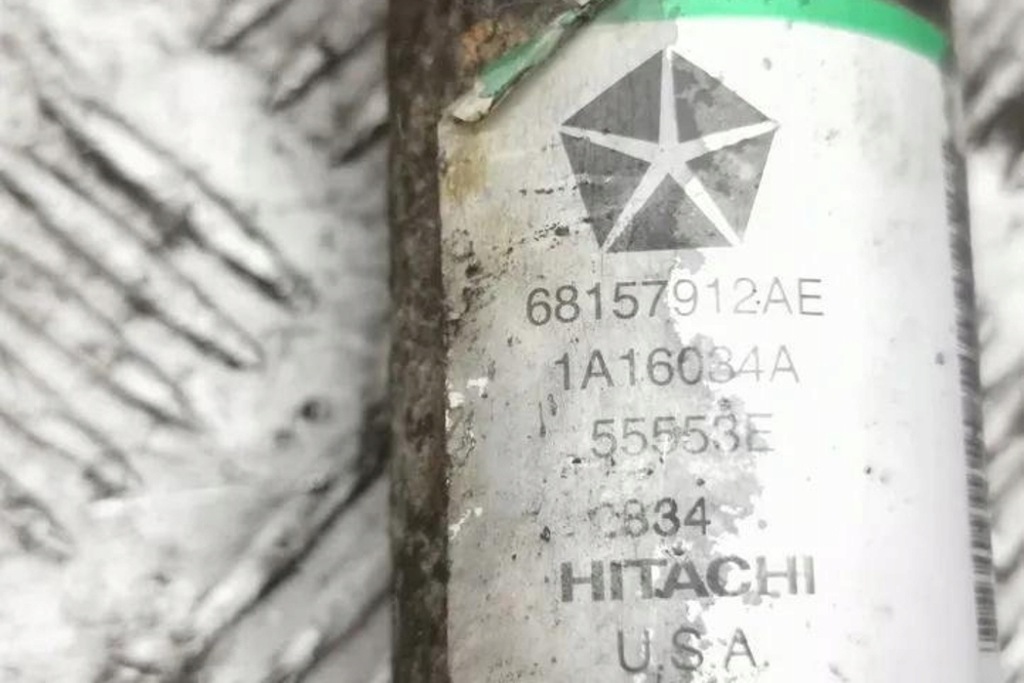 68157912AE
1A16034A
55553E
C834
HITACHI
U.S.A.